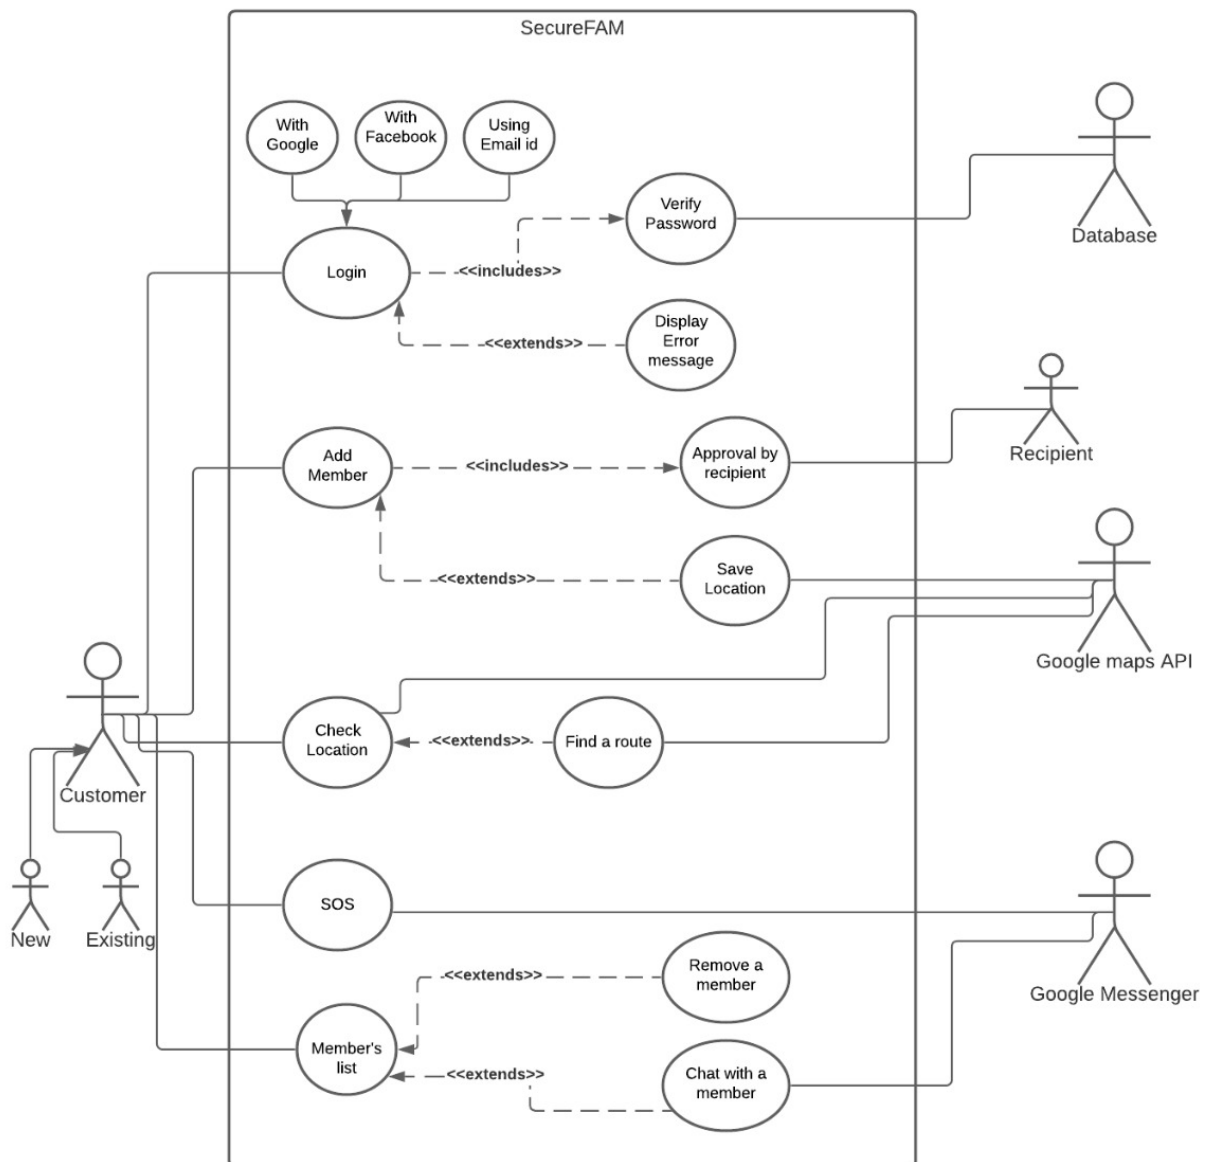 SecureFAM
With
Google
With
Facebook
Using
Email id
Verify
Password
Database
Login
<<includes>>
<<extends>>
Display
Error
message
Add
Member
<<includes>>
Approval by
recipient
Recipient
<<extends>>
Save
Location
Google maps API
Check
Location
<<extends>>
Find a route
Customer
New
Existing
SOS
Google Messenger
<<extends>>
Remove a
member
Member's
list
<<extends>>
Chat with a
member